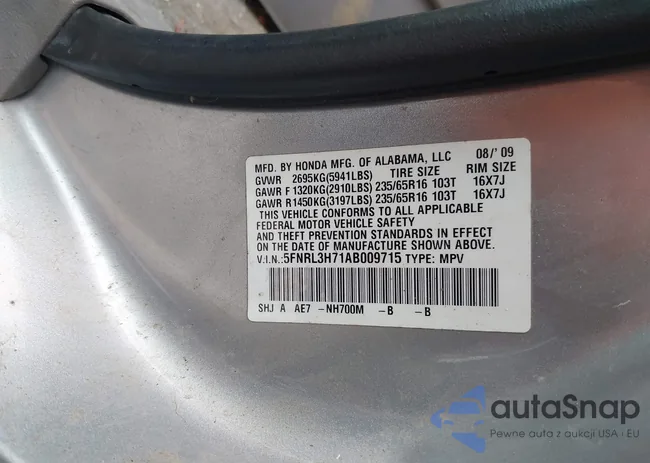 MFD. BY HONDA MFG. OF ALABAMA, LLC 08/'09
GVWR 2695KG(5941LBS) TIRE SIZE RIM SIZE
GAWR F 1320KG(2910LBS) 235/65R16 103T 16X7J
GAWR R1450KG(3197LBS) 235/65R16 103T 16X7J
THIS VEHICLE CONFORMS TO ALL APPLICABLE
FEDERAL MOTOR VEHICLE SAFETY
AND THEFT PREVENTION STANDARDS IN EFFECT
ON THE DATE OF MANUFACTURE SHOWN ABOVE.
V.I.N.:5FNRL3H71AB009715 TYPE: MPV
SHJ A AE7 -NH700M -B -B
autaSnap
Pewne auta z aukcji USA i EU